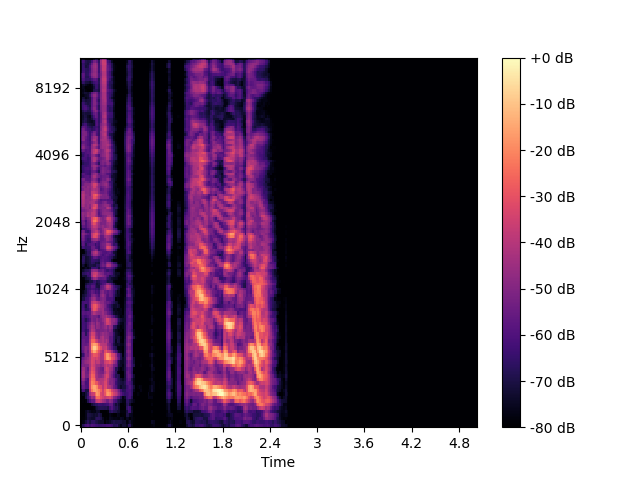 Hz
8192
4096
2048
1024
512
0
0 0.6 1.2 1.8 2.4 3 3.6 4.2 4.8
Time
+0 dB
-10 dB
-20 dB
-30 dB
-40 dB
-50 dB
-60 dB
-70 dB
-80 dB